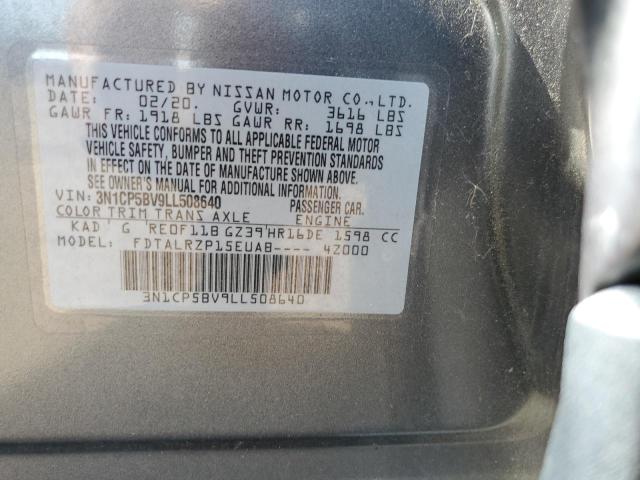 MANUFACTURED BY NISSAN MOTOR CO., LTD.
DATE: 02/20. GVWR: 3616 LBS
GAWR FR: 1918 LBS GAWR RR: 1698 LBS
THIS VEHICLE CONFORMS TO ALL APPLICABLE FEDERAL MOTOR
VEHICLE SAFETY, BUMPER AND THEFT PREVENTION STANDARDS
IN EFFECT ON THE DATE OF MANUFACTURE SHOWN ABOVE.
SEE OWNER'S MANUAL FOR ADDITIONAL INFORMATION.
VIN: 3N1CP5BV9LL508640 PASSENGER CAR.
COLOR TRIM TRANS AXLE ENGINE
KAD G RE0F11B GZ39 HR16DE 1598 CC
MODEL: FDTALRZP15EUAB---- 4Z000
3N1CP5BV9LL508640